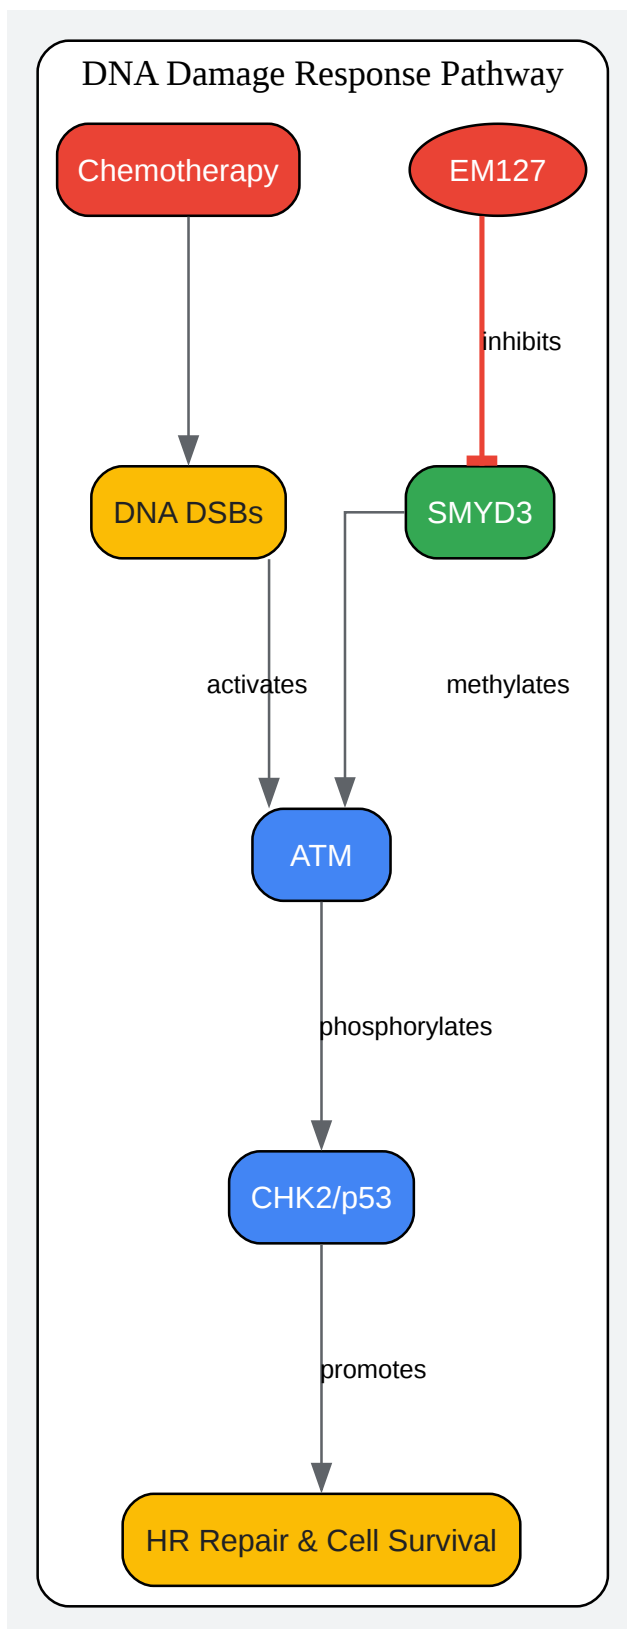 DNA Damage Response Pathway
Chemotherapy
EM127
inhibits
DNA DSBs
SMYD3
activates
methylates
ATM
phosphorylates
CHK2/p53
promotes
HR Repair & Cell Survival